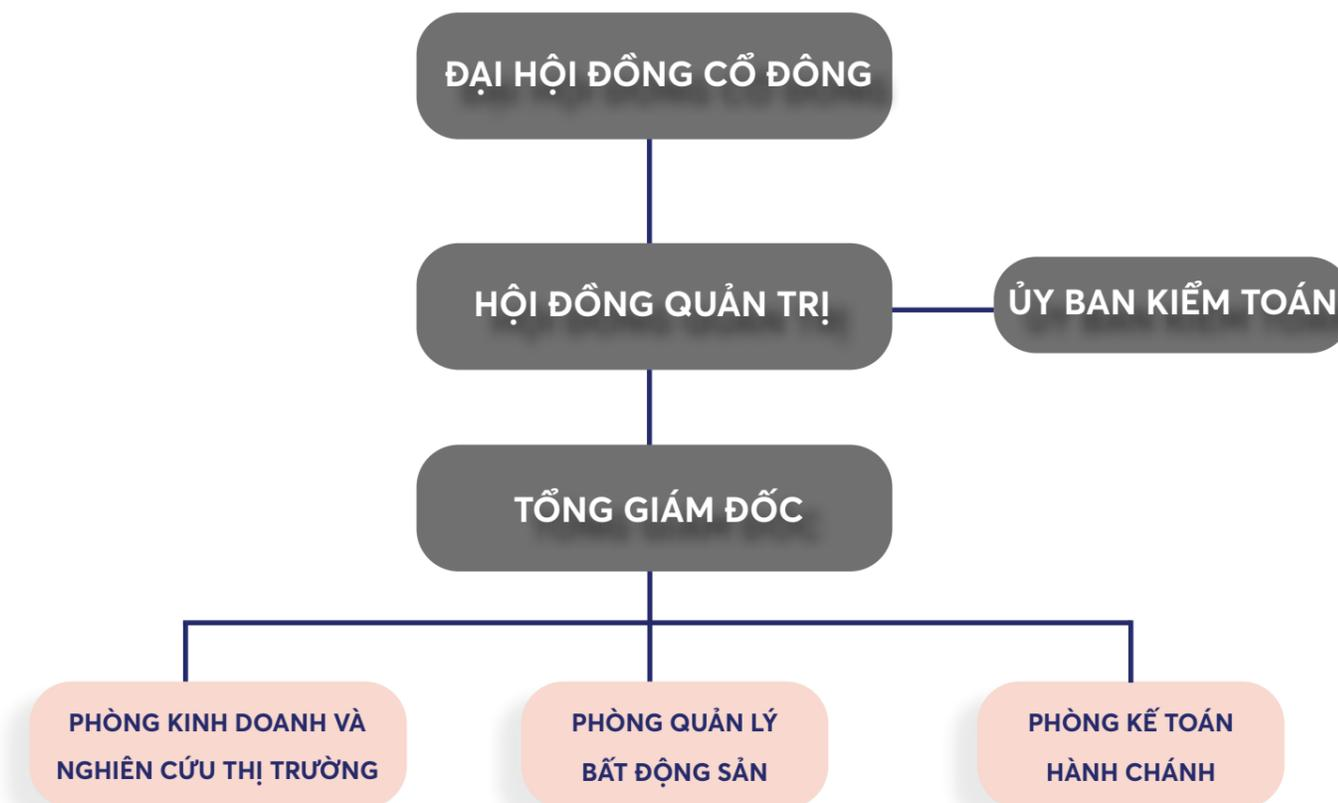 ĐẠI HỘI ĐỒNG CỔ ĐÔNG
HỘI ĐỒNG QUẢN TRỊ
ỦY BAN KIỂM TOÁN
TỔNG GIÁM ĐỐC
PHÒNG KINH DOANH VÀ
NGHIÊN CỨU THỊ TRƯỜNG
PHÒNG QUẢN LÝ
BẤT ĐỘNG SẢN
PHÒNG KẾ TOÁN
HÀNH CHÁNH